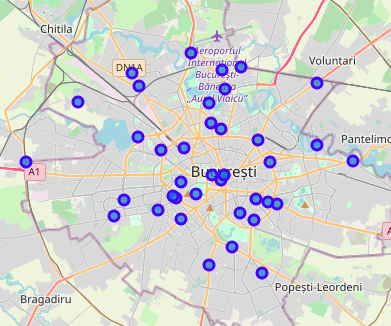 Chitila
Aeroportul
Internațional
București-
Băneasa
„Aurel Vlaicu”
DN1A
Voluntari
Pantelimo
A1
București
A
Popești-Leordeni
Bragadiru